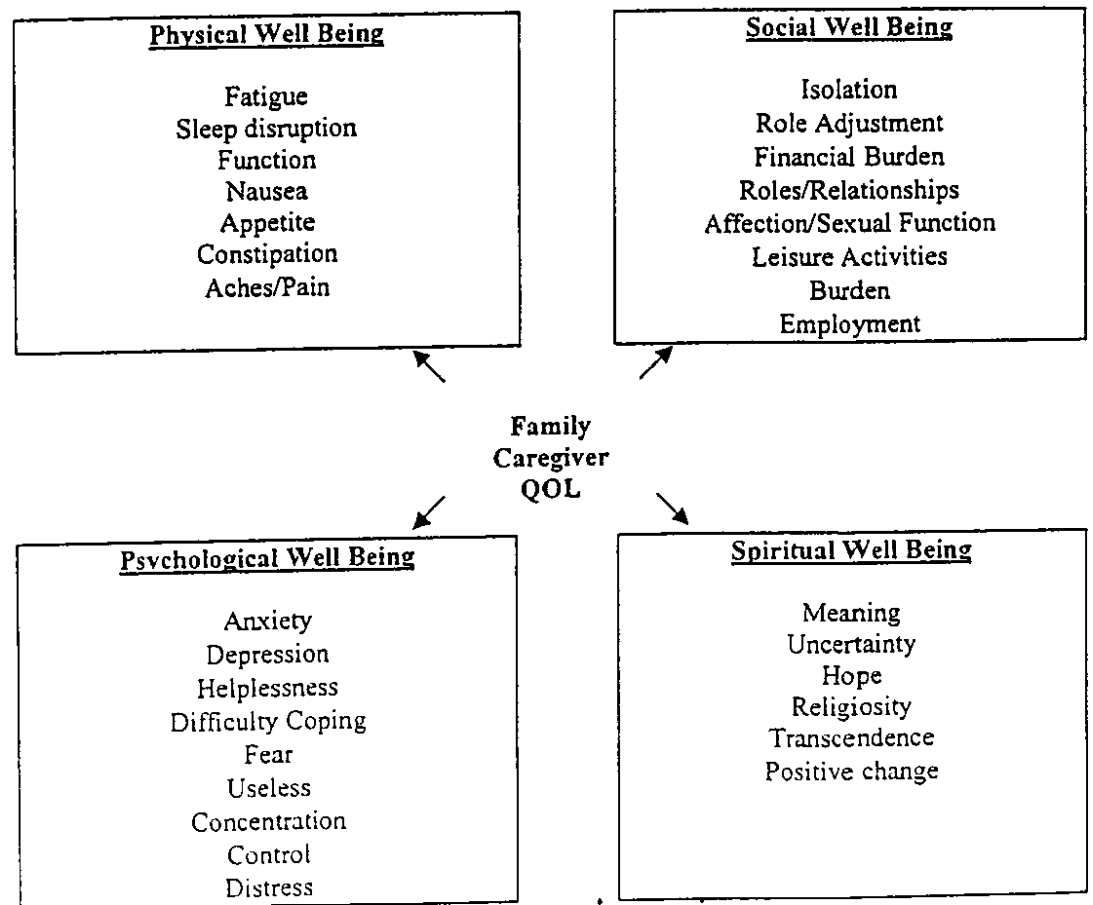 Physical Well Being
Fatigue
Sleep disruption
Function
Nausea
Appetite
Constipation
Aches/Pain
Social Well Being
Isolation
Role Adjustment
Financial Burden
Roles/Relationships
Affection/Sexual Function
Leisure Activities
Burden
Employment
Family
Caregiver
QOL
Psychological Well Being
Anxiety
Depression
Helplessness
Difficulty Coping
Fear
Useless
Concentration
Control
Distress
Spiritual Well Being
Meaning
Uncertainty
Hope
Religiosity
Transcendence
Positive change